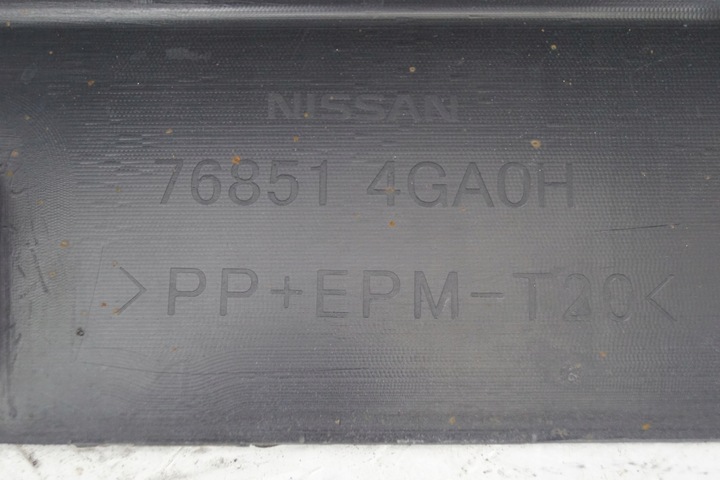 NISSAN
76851 4GA0H
>PP+EPM-T20<